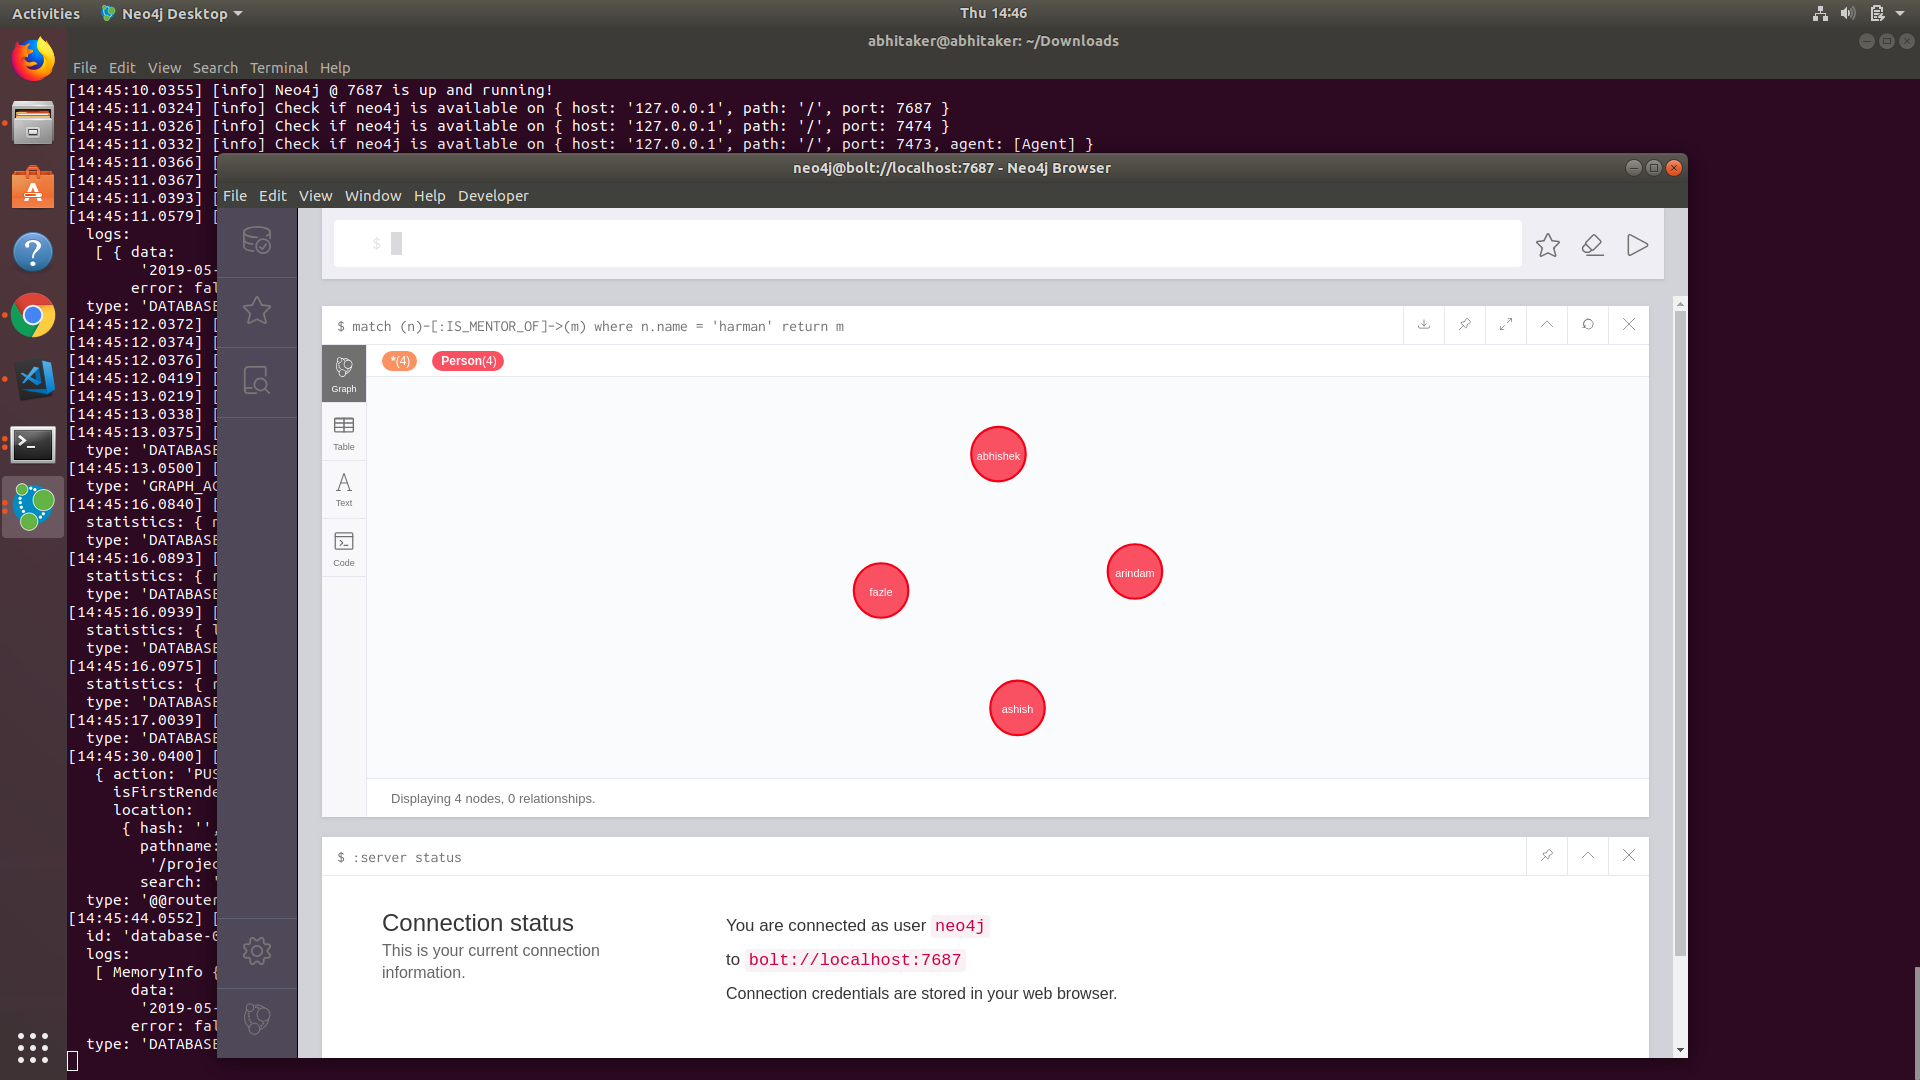 Activities Neo4j Desktop Thu 14:46
abhitaker@abhitaker: ~/Downloads
File Edit View Search Terminal Help
[14:45:10.0355] [info] Neo4j @ 7687 is up and running!
[14:45:11.0324] [info] Check if neo4j is available on { host: '127.0.0.1', path: '/', port: 7687 }
[14:45:11.0326] [info] Check if neo4j is available on { host: '127.0.0.1', path: '/', port: 7474 }
[14:45:11.0332] [info] Check if neo4j is available on { host: '127.0.0.1', path: '/', port: 7473, agent: [Agent] }
[14:45:11.0366] [
[14:45:11.0367] [
[14:45:11.0393] [
[14:45:11.0579] [
logs:
[ { data:
'2019-05-
error: fal
type: 'DATABASE
[14:45:12.0372] [
[14:45:12.0374] [
[14:45:12.0376] [
[14:45:12.0419] [
[14:45:13.0219] [
[14:45:13.0338] [
[14:45:13.0375] [
type: 'DATABASE
[14:45:13.0500] [
type: 'GRAPH_AC
[14:45:16.0840] [
statistics: {
type: 'DATABASE
[14:45:16.0893] [
statistics: {
type: 'DATABASE
[14:45:16.0939] [
statistics: {
type: 'DATABASE
[14:45:16.0975] [
statistics: {
type: 'DATABASE
[14:45:17.0039] [
type: 'DATABASE
[14:45:30.0400] [
{ action: 'PUS
isFirstRende
location:
{ hash: '',
pathname:
'/projec
search: '
type: '@@router
[14:45:44.0552] [
id: 'database-
logs:
[ MemoryInfo {
data:
'2019-05-
error: fal
type: 'DATABASE
neo4j@bolt://localhost:7687 - Neo4j Browser
File Edit View Window Help Developer
$
$ match (n)-[:IS_MENTOR_OF]->(m) where n.name = 'harman' return m
*(4) Person(4)
Graph
Table
Text
Code
abhishek
arindam
fazle
ashish
Displaying 4 nodes, 0 relationships.
$ :server status
Connection status
This is your current connection
information.
You are connected as user neo4j
to bolt://localhost:7687
Connection credentials are stored in your web browser.